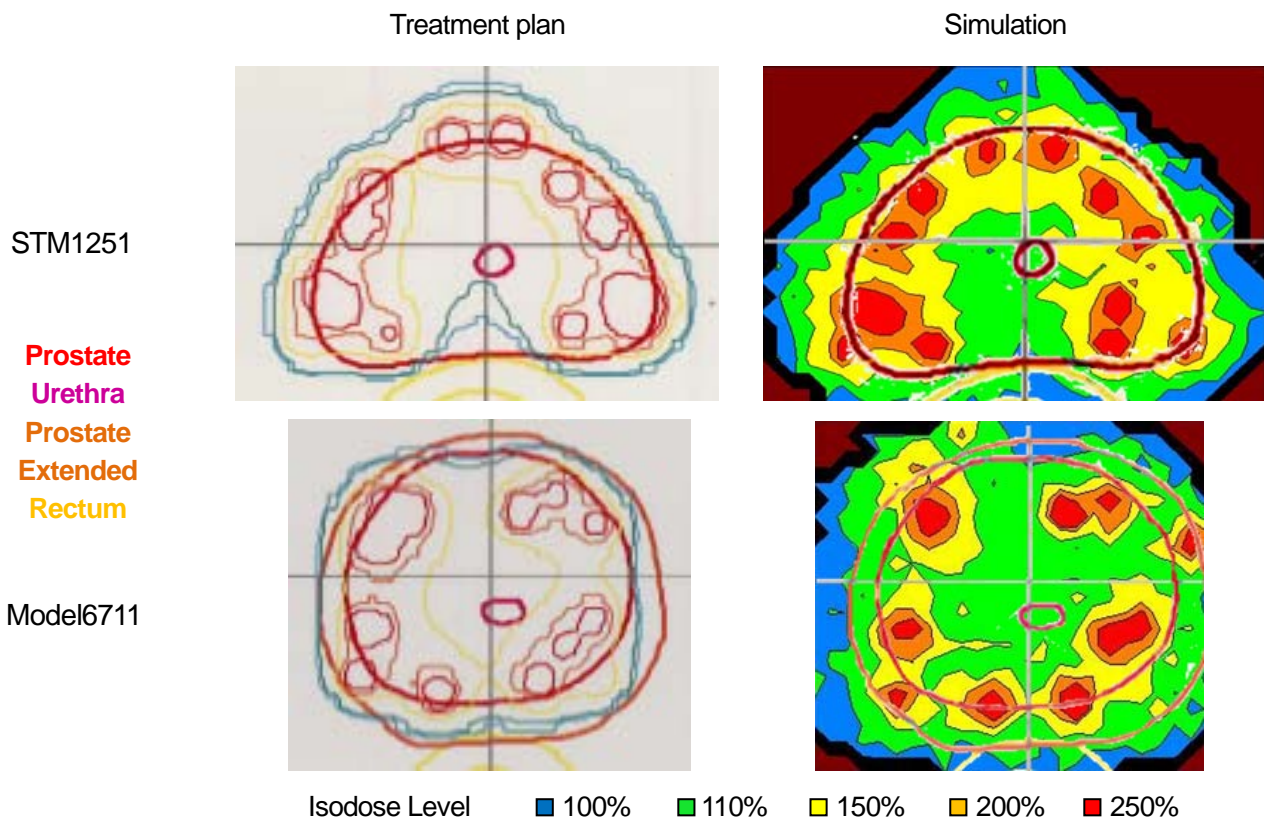 Treatment plan
Simulation
STM1251
Prostate
Urethra
Prostate
Extended
Rectum
Model6711
Isodose Level 100% 110% 150% 200% 250%